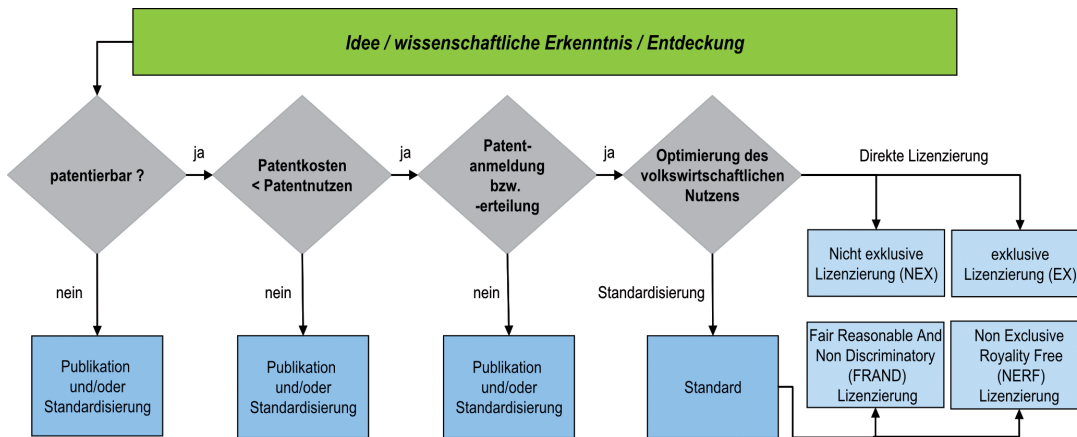 Idee / wissenschaftliche Erkenntnis / Entdeckung
patentierbar ?
ja
Patentkosten
< Patentnutzen
ja
Patent-
anmeldung
bzw.
-erteilung
ja
Optimierung des
volkswirtschaftlichen
Nutzens
Direkte Lizenzierung
Nicht exklusive
Lizenzierung (NEX)
exklusive
Lizenzierung (EX)
nein
nein
nein
Standardisierung
Publikation
und/oder
Standardisierung
Publikation
und/oder
Standardisierung
Publikation
und/oder
Standardisierung
Standard
Fair Reasonable And
Non Discriminatory
(FRAND)
Lizenzierung
Non Exclusive
Royality Free
(NERF)
Lizenzierung